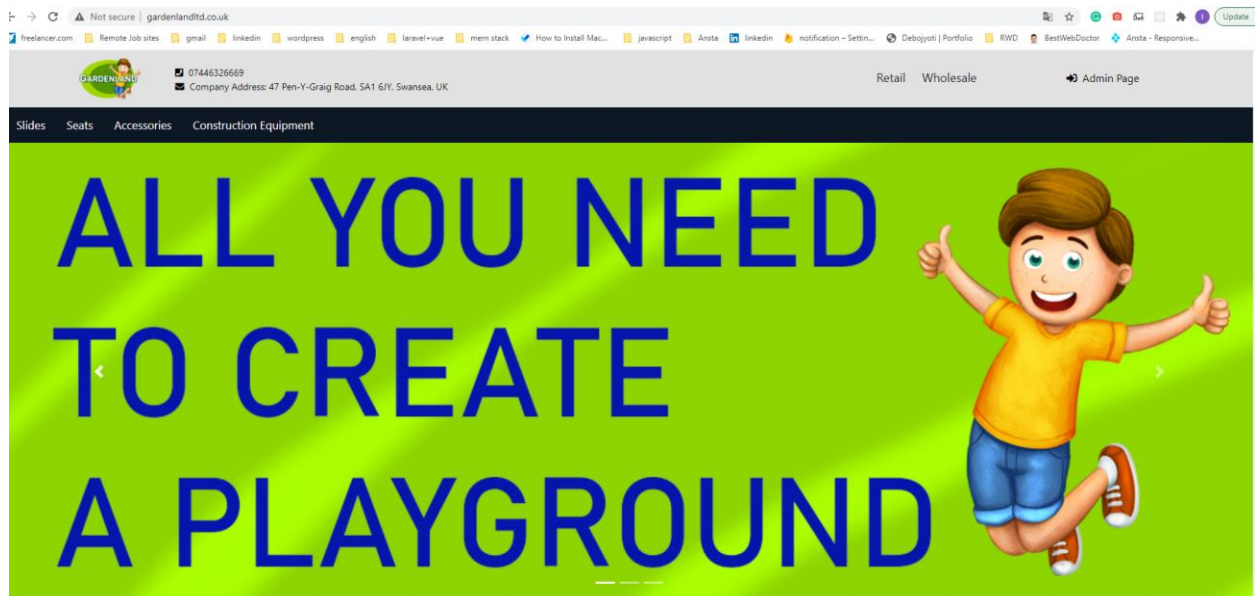 Not secure | gardenlandltd.co.uk
Update
freelancer.com Remote Job sites gmail linkedin wordpress english laravel+vue mern stack How to Install Mac... javascript Ansta linkedin notification – Settin... Debojyoti | Portfolio RWD BestWebDoctor Ansta - Responsive...
GARDENLAND
07446326669
Company Address: 47 Pen-Y-Graig Road, SA1 6JY. Swansea, UK
Retail Wholesale Admin Page
Slides Seats Accessories Construction Equipment
ALL YOU NEED
TO CREATE
A PLAYGROUND